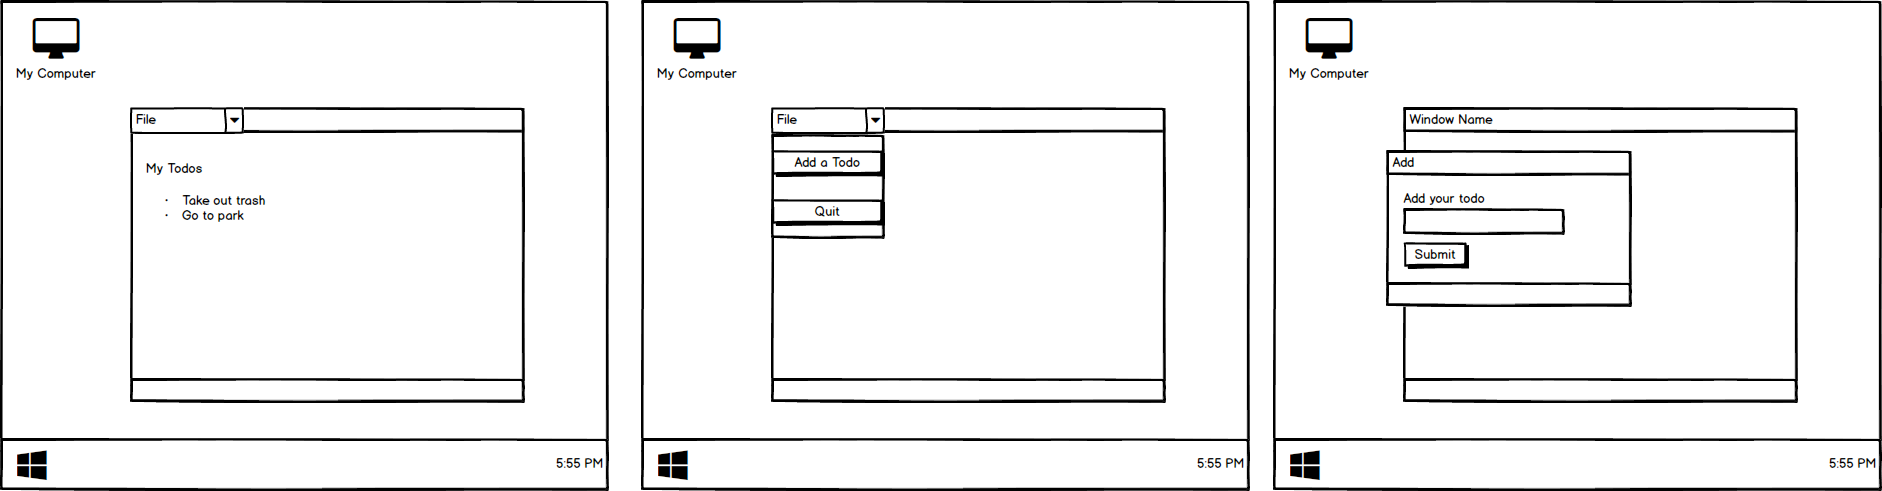 My Computer
File
My Todos
· Take out trash
· Go to park
5:55 PM
My Computer
File
Add a Todo
Quit
5:55 PM
My Computer
Window Name
Add
Add your todo
Submit
5:55 PM